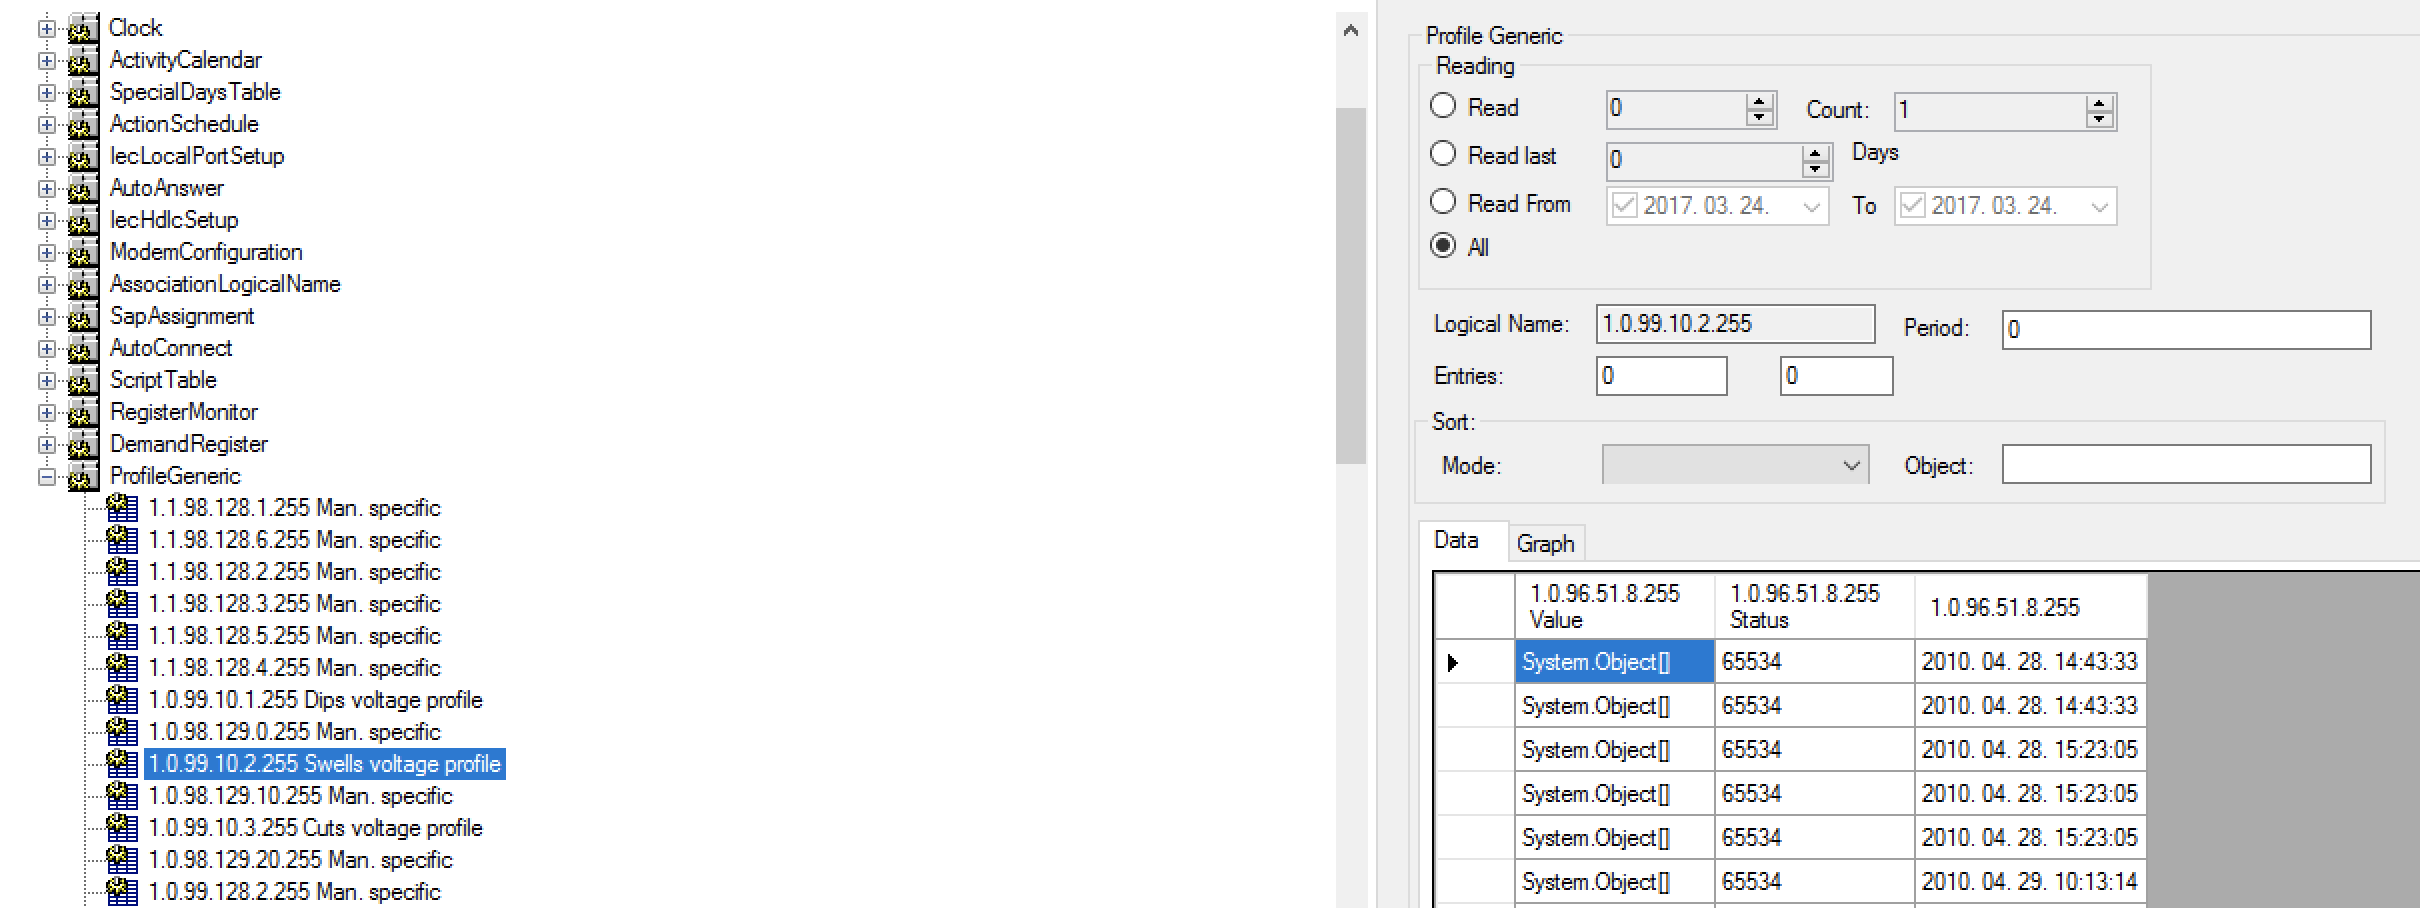 Clock
ActivityCalendar
SpecialDaysTable
ActionSchedule
IecLocalPortSetup
AutoAnswer
IecHdlcSetup
ModemConfiguration
AssociationLogicalName
SapAssignment
AutoConnect
ScriptTable
RegisterMonitor
DemandRegister
ProfileGeneric
1.1.98.128.1.255 Man. specific
1.1.98.128.6.255 Man. specific
1.1.98.128.2.255 Man. specific
1.1.98.128.3.255 Man. specific
1.1.98.128.5.255 Man. specific
1.1.98.128.4.255 Man. specific
1.0.99.10.1.255 Dips voltage profile
1.0.98.129.0.255 Man. specific
1.0.99.10.2.255 Swells voltage profile
1.0.98.129.10.255 Man. specific
1.0.99.10.3.255 Cuts voltage profile
1.0.98.129.20.255 Man. specific
1.0.99.128.2.255 Man. specific
Profile Generic
Reading
Read 0 Count: 1
Read last 0 Days
Read From 2017. 03. 24. To 2017. 03. 24.
All
Logical Name: 1.0.99.10.2.255 Period: 0
Entries: 0 0
Sort:
Mode: Object:
Data Graph
1.0.96.51.8.255 1.0.96.51.8.255 1.0.96.51.8.255
Value Status
System.Object[] 65534 2010. 04. 28. 14:43:33
System.Object[] 65534 2010. 04. 28. 14:43:33
System.Object[] 65534 2010. 04. 28. 15:23:05
System.Object[] 65534 2010. 04. 28. 15:23:05
System.Object[] 65534 2010. 04. 28. 15:23:05
System.Object[] 65534 2010. 04. 29. 10:13:14